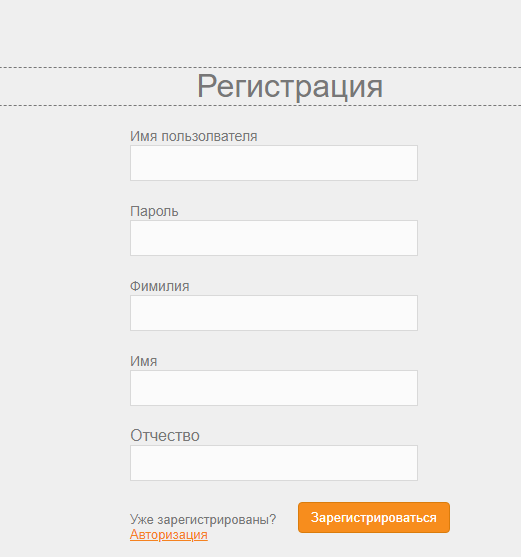 Регистрация
Имя пользолвателя
Пароль
Фимилия
Имя
Отчество
Уже зарегистрированы?
Зарегистрироваться
Авторизация